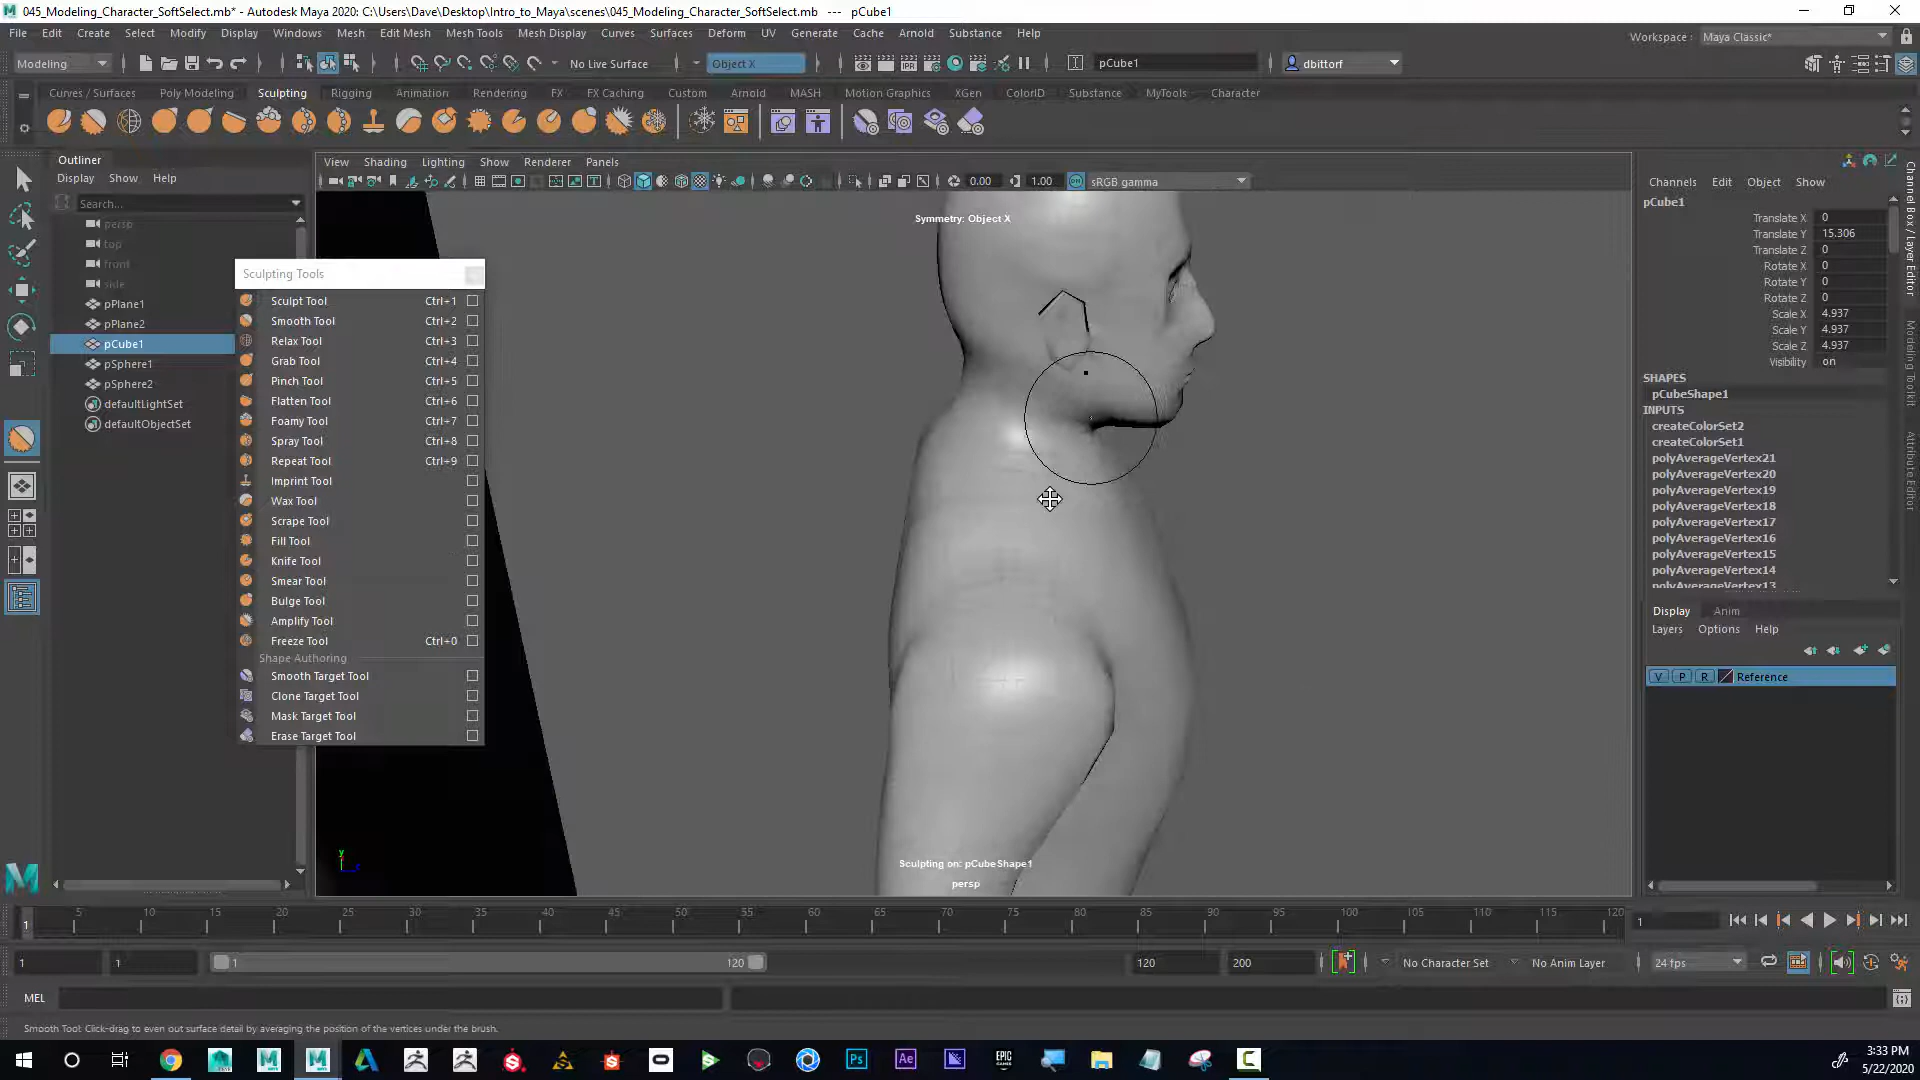 045_Modeling_Character_SoftSelect.mb* - Autodesk Maya 2020: C:\Users\Dave\Desktop\Intro_to_Maya\scenes\045_Modeling_Character_SoftSelect.mb --- pCube1
File Edit Create Select Modify Display Windows Mesh Edit Mesh Mesh Tools Mesh Display Curves Surfaces Deform UV Generate Cache Arnold Substance Help
Workspace : Maya Classic*
Modeling No Live Surface Object X pCube1 dbittorf
Curves / Surfaces Poly Modeling Sculpting Rigging Animation Rendering FX FX Caching Custom Arnold MASH Motion Graphics XGen ColorID Substance MyTools Character
Outliner
Display Show Help
Search...
persp
top
front
side
pPlane1
pPlane2
pCube1
pSphere1
pSphere2
defaultLightSet
defaultObjectSet
Sculpting Tools
Sculpt Tool Ctrl+1
Smooth Tool Ctrl+2
Relax Tool Ctrl+3
Grab Tool Ctrl+4
Pinch Tool Ctrl+5
Flatten Tool Ctrl+6
Foamy Tool Ctrl+7
Spray Tool Ctrl+8
Repeat Tool Ctrl+9
Imprint Tool
Wax Tool
Scrape Tool
Fill Tool
Knife Tool
Smear Tool
Bulge Tool
Amplify Tool
Freeze Tool Ctrl+0
Shape Authoring
Smooth Target Tool
Clone Target Tool
Mask Target Tool
Erase Target Tool
View Shading Lighting Show Renderer Panels
0.00 1.00 sRGB gamma
Symmetry: Object X
Sculpting on: pCubeShape1
persp
y
Channels Edit Object Show
pCube1
Translate X 0
Translate Y 15.306
Translate Z 0
Rotate X 0
Rotate Y 0
Rotate Z 0
Scale X 4.937
Scale Y 4.937
Scale Z 4.937
Visibility on
SHAPES
pCubeShape1
INPUTS
createColorSet2
createColorSet1
polyAverageVertex21
polyAverageVertex20
polyAverageVertex19
polyAverageVertex18
polyAverageVertex17
polyAverageVertex16
polyAverageVertex15
polyAverageVertex14
polyAverageVertex13
Display Anim
Layers Options Help
V P R Reference
Channel Box / Layer Editor
Modeling Toolkit
Attribute Editor
1 5 10 15 20 25 30 35 40 45 50 55 60 65 70 75 80 85 90 95 100 105 110 115 120
1
1 1 1 120 120 200 No Character Set No Anim Layer 24 fps
MEL
Smooth Tool: Click-drag to even out surface detail by averaging the position of the vertices under the brush.
Ps Ae EPIC GAMES
3:33 PM
5/22/2020